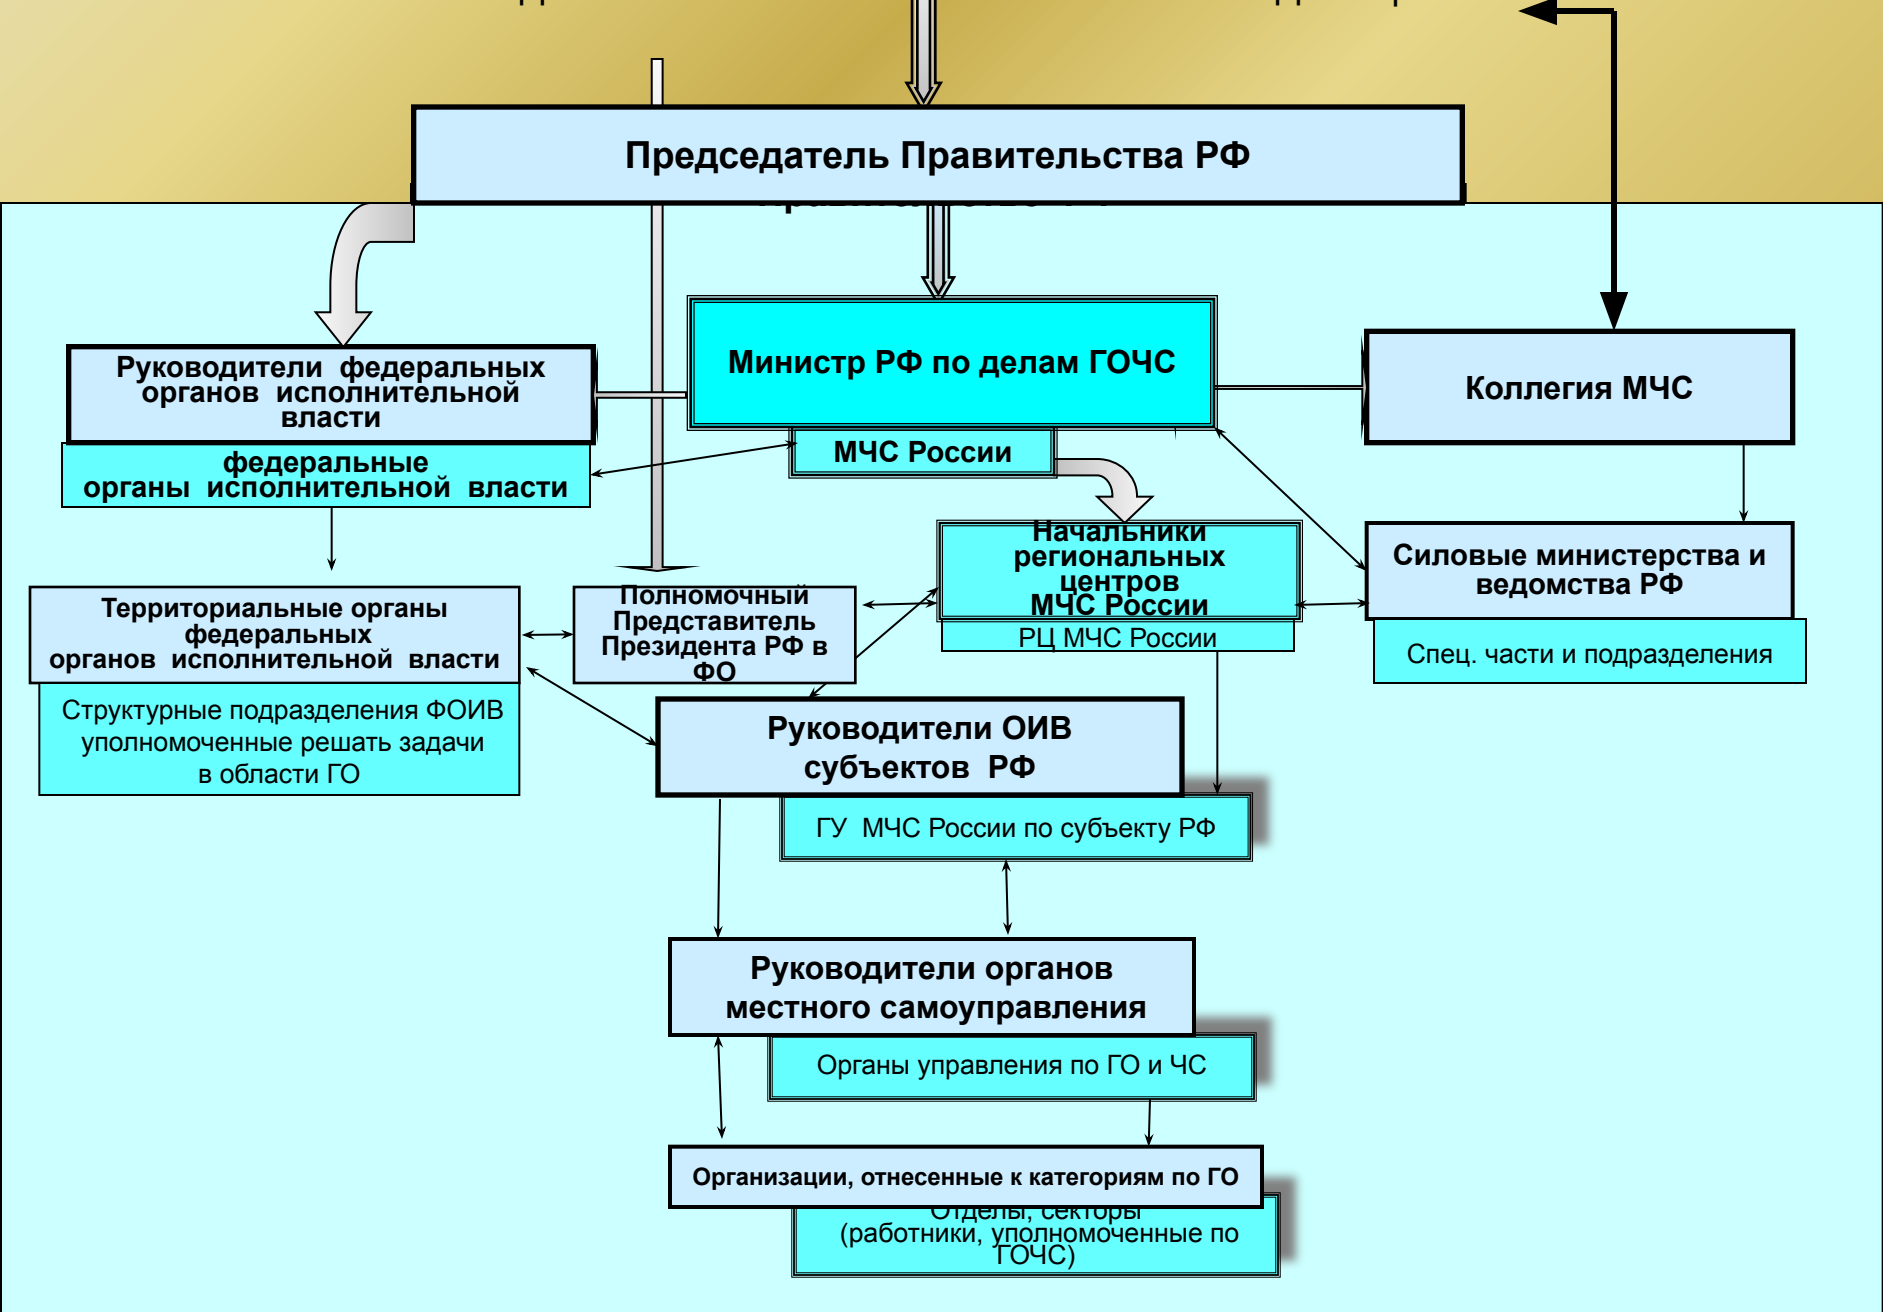 Председатель Правительства РФ
Министр РФ по делам ГОЧС
Руководители федеральных
органов исполнительной
власти
Коллегия МЧС
МЧС России
федеральные
органы исполнительной власти
Начальники
региональных
центров
МЧС России
Силовые министерства и
ведомства РФ
Территориальные органы
федеральных
органов исполнительной власти
Полномочный
Представитель
Президента РФ в
ФО
РЦ МЧС России
Спец. части и подразделения
Структурные подразделения ФОИВ
уполномоченные решать задачи
в области ГО
Руководители ОИВ
субъектов РФ
ГУ МЧС России по субъекту РФ
Руководители органов
местного самоуправления
Органы управления по ГО и ЧС
Организации, отнесенные к категориям по ГО
Отделы, секторы
(работники, уполномоченные по
ГОЧС)